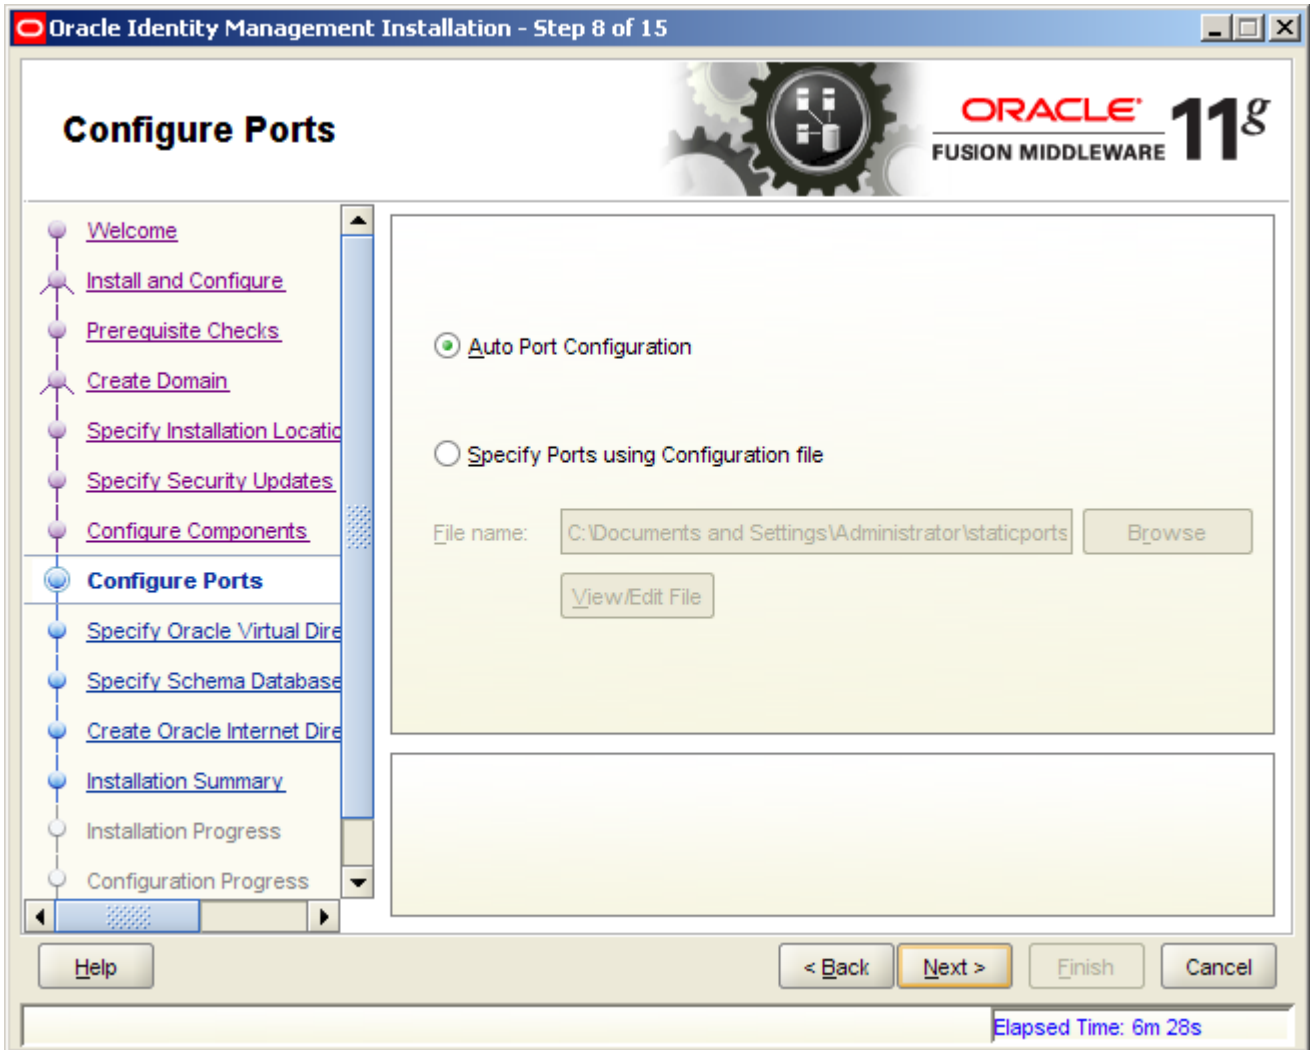 Oracle Identity Management Installation - Step 8 of 15
Configure Ports
ORACLE
FUSION MIDDLEWARE
11g
Welcome
Install and Configure
Prerequisite Checks
Create Domain
Specify Installation Locatio
Specify Security Updates
Configure Components
Configure Ports
Specify Oracle Virtual Dire
Specify Schema Database
Create Oracle Internet Dire
Installation Summary
Installation Progress
Configuration Progress
Auto Port Configuration
Specify Ports using Configuration file
File name: C:\Documents and Settings\Administrator\staticports Browse
View/Edit File
Help < Back Next > Finish Cancel
Elapsed Time: 6m 28s